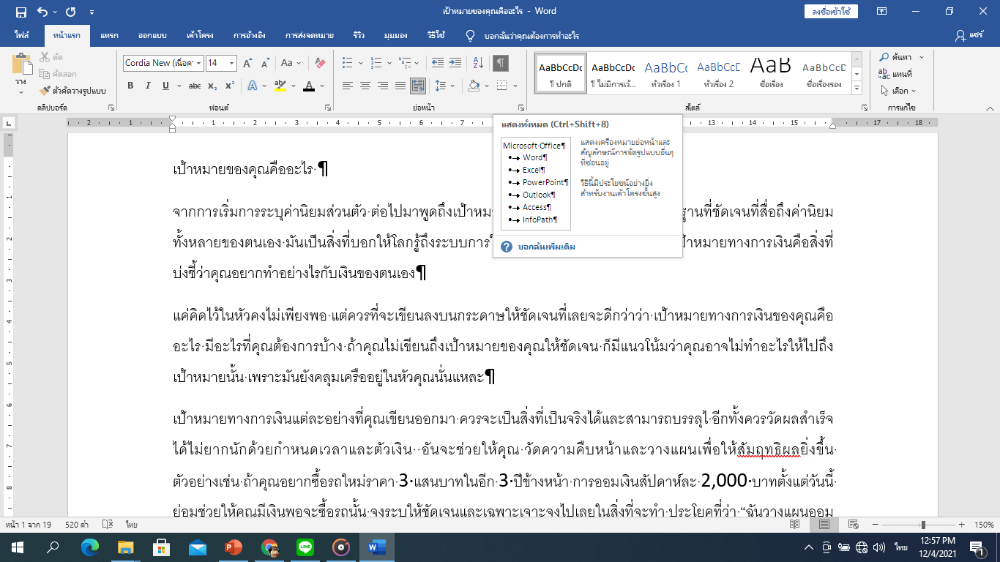 เป้าหมายของคุณคืออะไร - Word
ลงชื่อเข้าใช้
ไฟล์ หน้าแรก แทรก ออกแบบ เค้าโครง การอ้างอิง การส่งจดหมาย รีวิว มุมมอง วิธีใช้ บอกฉันว่าคุณต้องการทำอะไร แชร์
วาง
ตัด
คัดลอก
ตัวคัดวางรูปแบบ
คลิปบอร์ด
Cordia New (เนื้อคว 14
ฟอนต์
ย่อหน้า
AaBbCcDc AaBbCcDc AaBbCc AaBbCcD AaB AaBbCcD
¶ ปกติ ¶ ไม่มีการเว้... หัวเรื่อง 1 หัวเรื่อง 2 ชื่อเรื่อง ชื่อเรื่องรอง
สไตล์
ค้นหา
แทนที่
เลือก
การแก้ไข
แสดงทั้งหมด (Ctrl+Shift+8)
Microsoft·Office¶
Word¶
Excel¶
PowerPoint¶
Outlook¶
Access¶
InfoPath¶
แสดงเครื่องหมายย่อหน้าและ
สัญลักษณ์การจัดรูปแบบอื่นๆ
ที่ซ่อนอยู่
วิธีนี้มีประโยชน์อย่างยิ่ง
สำหรับงานเค้าโครงขั้นสูง
บอกฉันเพิ่มเติม
เป้าหมายของคุณคืออะไร·¶
จากการเริ่มการระบุค่านิยมส่วนตัว·ต่อไปมาพูดถึงเป้าหมา ฐานที่ชัดเจนที่สื่อถึงค่านิยม
ทั้งหลายของตนเอง·มันเป็นสิ่งที่บอกให้โลกรู้ถึงระบบการใ ป้าหมายทางการเงินคือสิ่งที่
บ่งชี้ว่าคุณอยากทำอย่างไรกับเงินของตนเอง¶
แค่คิดไว้ในหัวคงไม่เพียงพอ·แต่ควรที่จะเขียนลงบนกระดาษให้ชัดเจนที่เลยจะดีกว่าว่า·เป้าหมายทางการเงินของคุณคือ
อะไร·มีอะไรที่คุณต้องการบ้าง·ถ้าคุณไม่เขียนถึงเป้าหมายของคุณให้ชัดเจน·ก็มีแนวโน้มว่าคุณอาจไม่ทำอะไรให้ไปถึง
เป้าหมายนั้น·เพราะมันยังคลุมเครืออยู่ในหัวคุณนั่นแหละ¶
เป้าหมายทางการเงินแต่ละอย่างที่คุณเขียนออกมา·ควรจะเป็นสิ่งที่เป็นจริงได้และสามารถบรรลุไ·อีกทั้งควรวัดผลสำเร็จ
ได้ไม่ยากนักด้วยกำหนดเวลาและตัวเงิน··อันจะช่วยให้คุณ·วัดความคืบหน้าและวางแผนเพื่อให้สัมฤทธิผลยิ่งขึ้น·
ตัวอย่างเช่น·ถ้าคุณอยากซื้อรถใหม่ราคา·3·แสนบาทในอีก·3·ปีข้างหน้า·การออมเงินสัปดาห์ละ·2,000·บาทตั้งแต่วันนี้·
ย่อมช่วยให้คุณมีเงินพอจะซื้อรถนั้น·จงระบุให้ชัดเจนและเฉพาะเจาะจงไปเลยในสิ่งที่จะทำ·ประโยคที่ว่า·“ฉันวางแผนออม
หน้า 1 จาก 19 520 คำ ไทย 150%
ไทย
12:57 PM
12/4/2021